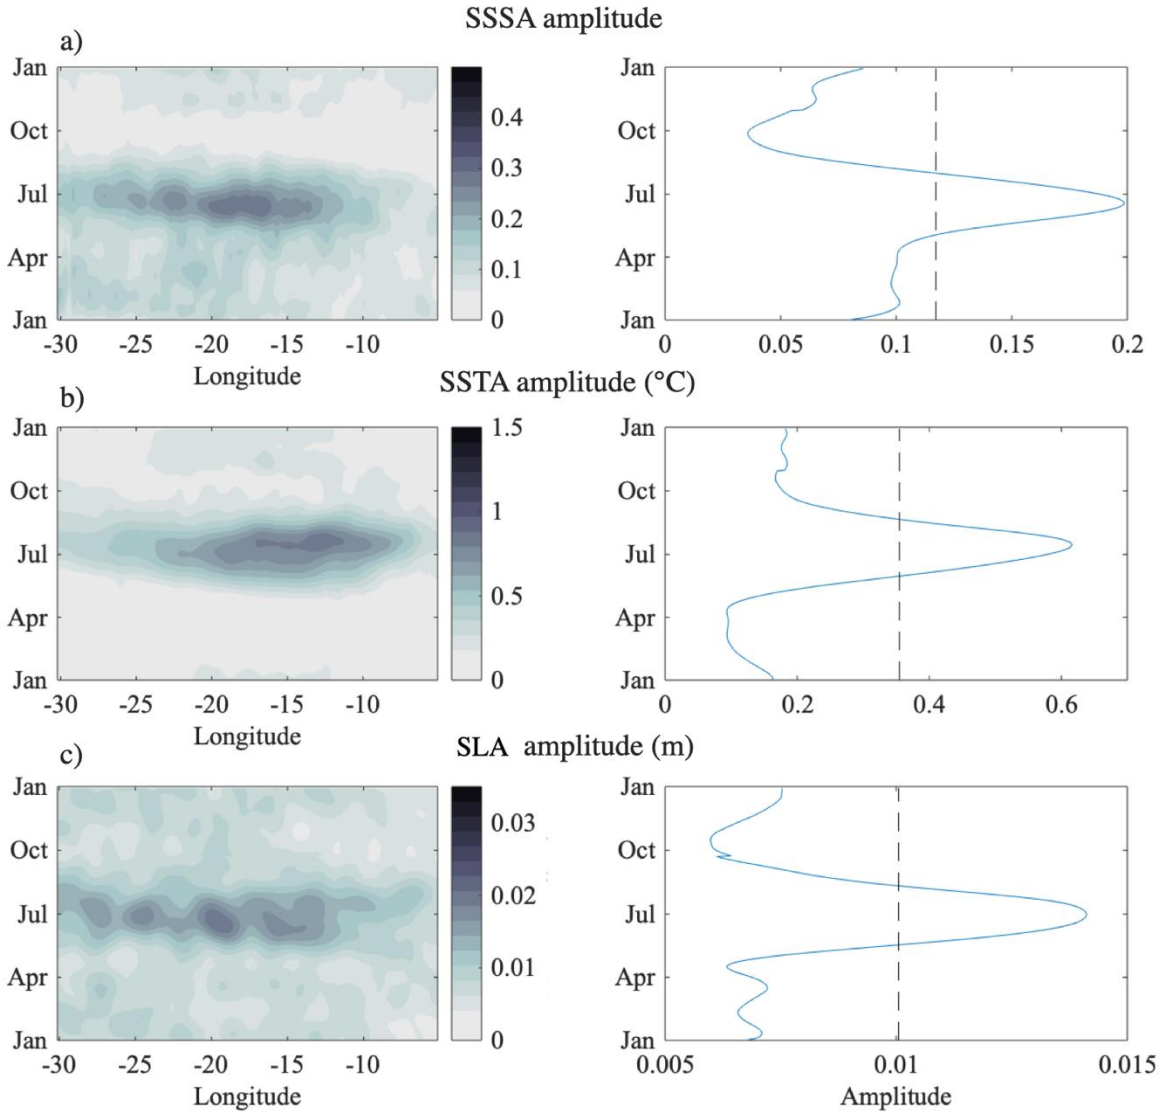 SSSA amplitude
a)
Jan
Oct
Jul
Apr
Jan
-30 -25 -20 -15 -10
Longitude
0.4
0.3
0.2
0.1
0
Jan
Oct
Jul
Apr
Jan
0 0.05 0.1 0.15 0.2
SSTA amplitude (°C)
b)
Jan
Oct
Jul
Apr
Jan
-30 -25 -20 -15 -10
Longitude
1.5
1
0.5
0
Jan
Oct
Jul
Apr
Jan
0 0.2 0.4 0.6
SLA amplitude (m)
c)
Jan
Oct
Jul
Apr
Jan
-30 -25 -20 -15 -10
Longitude
0.03
0.02
0.01
0
Jan
Oct
Jul
Apr
Jan
0.005 0.01 0.015
Amplitude